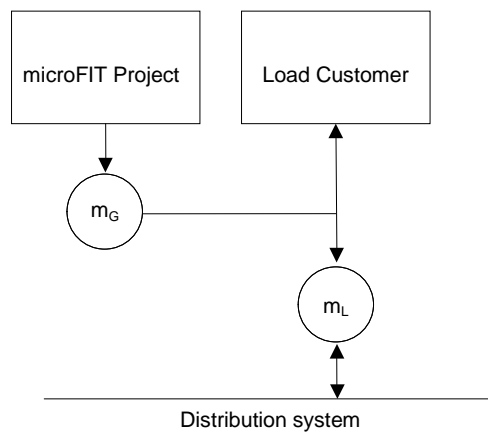 microFIT Project
Load Customer
mG
mL
Distribution system